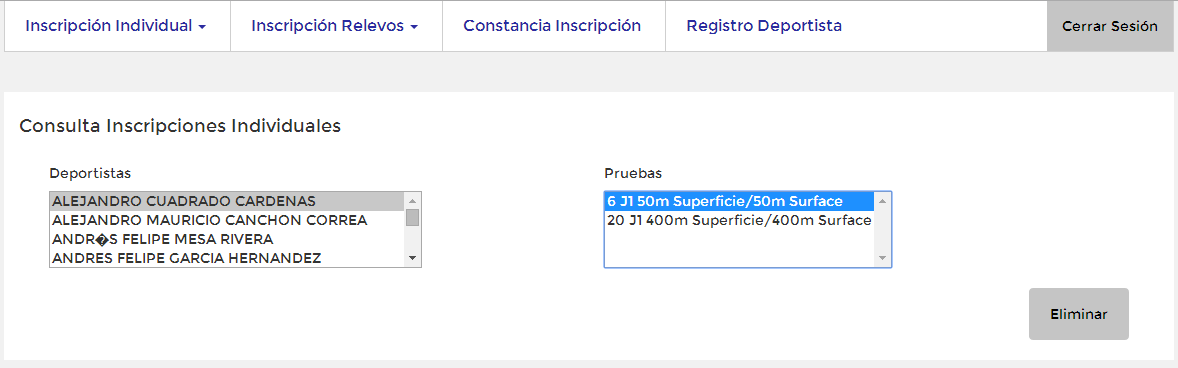 Inscripción Individual
Inscripción Relevos
Constancia Inscripción
Registro Deportista
Cerrar Sesión
Consulta Inscripciones Individuales
Deportistas
ALEJANDRO CUADRADO CARDENAS
ALEJANDRO MAURICIO CANCHON CORREA
ANDR�S FELIPE MESA RIVERA
ANDRES FELIPE GARCIA HERNANDEZ
Pruebas
6 J1 50m Superficie/50m Surface
20 J1 400m Superficie/400m Surface
Eliminar